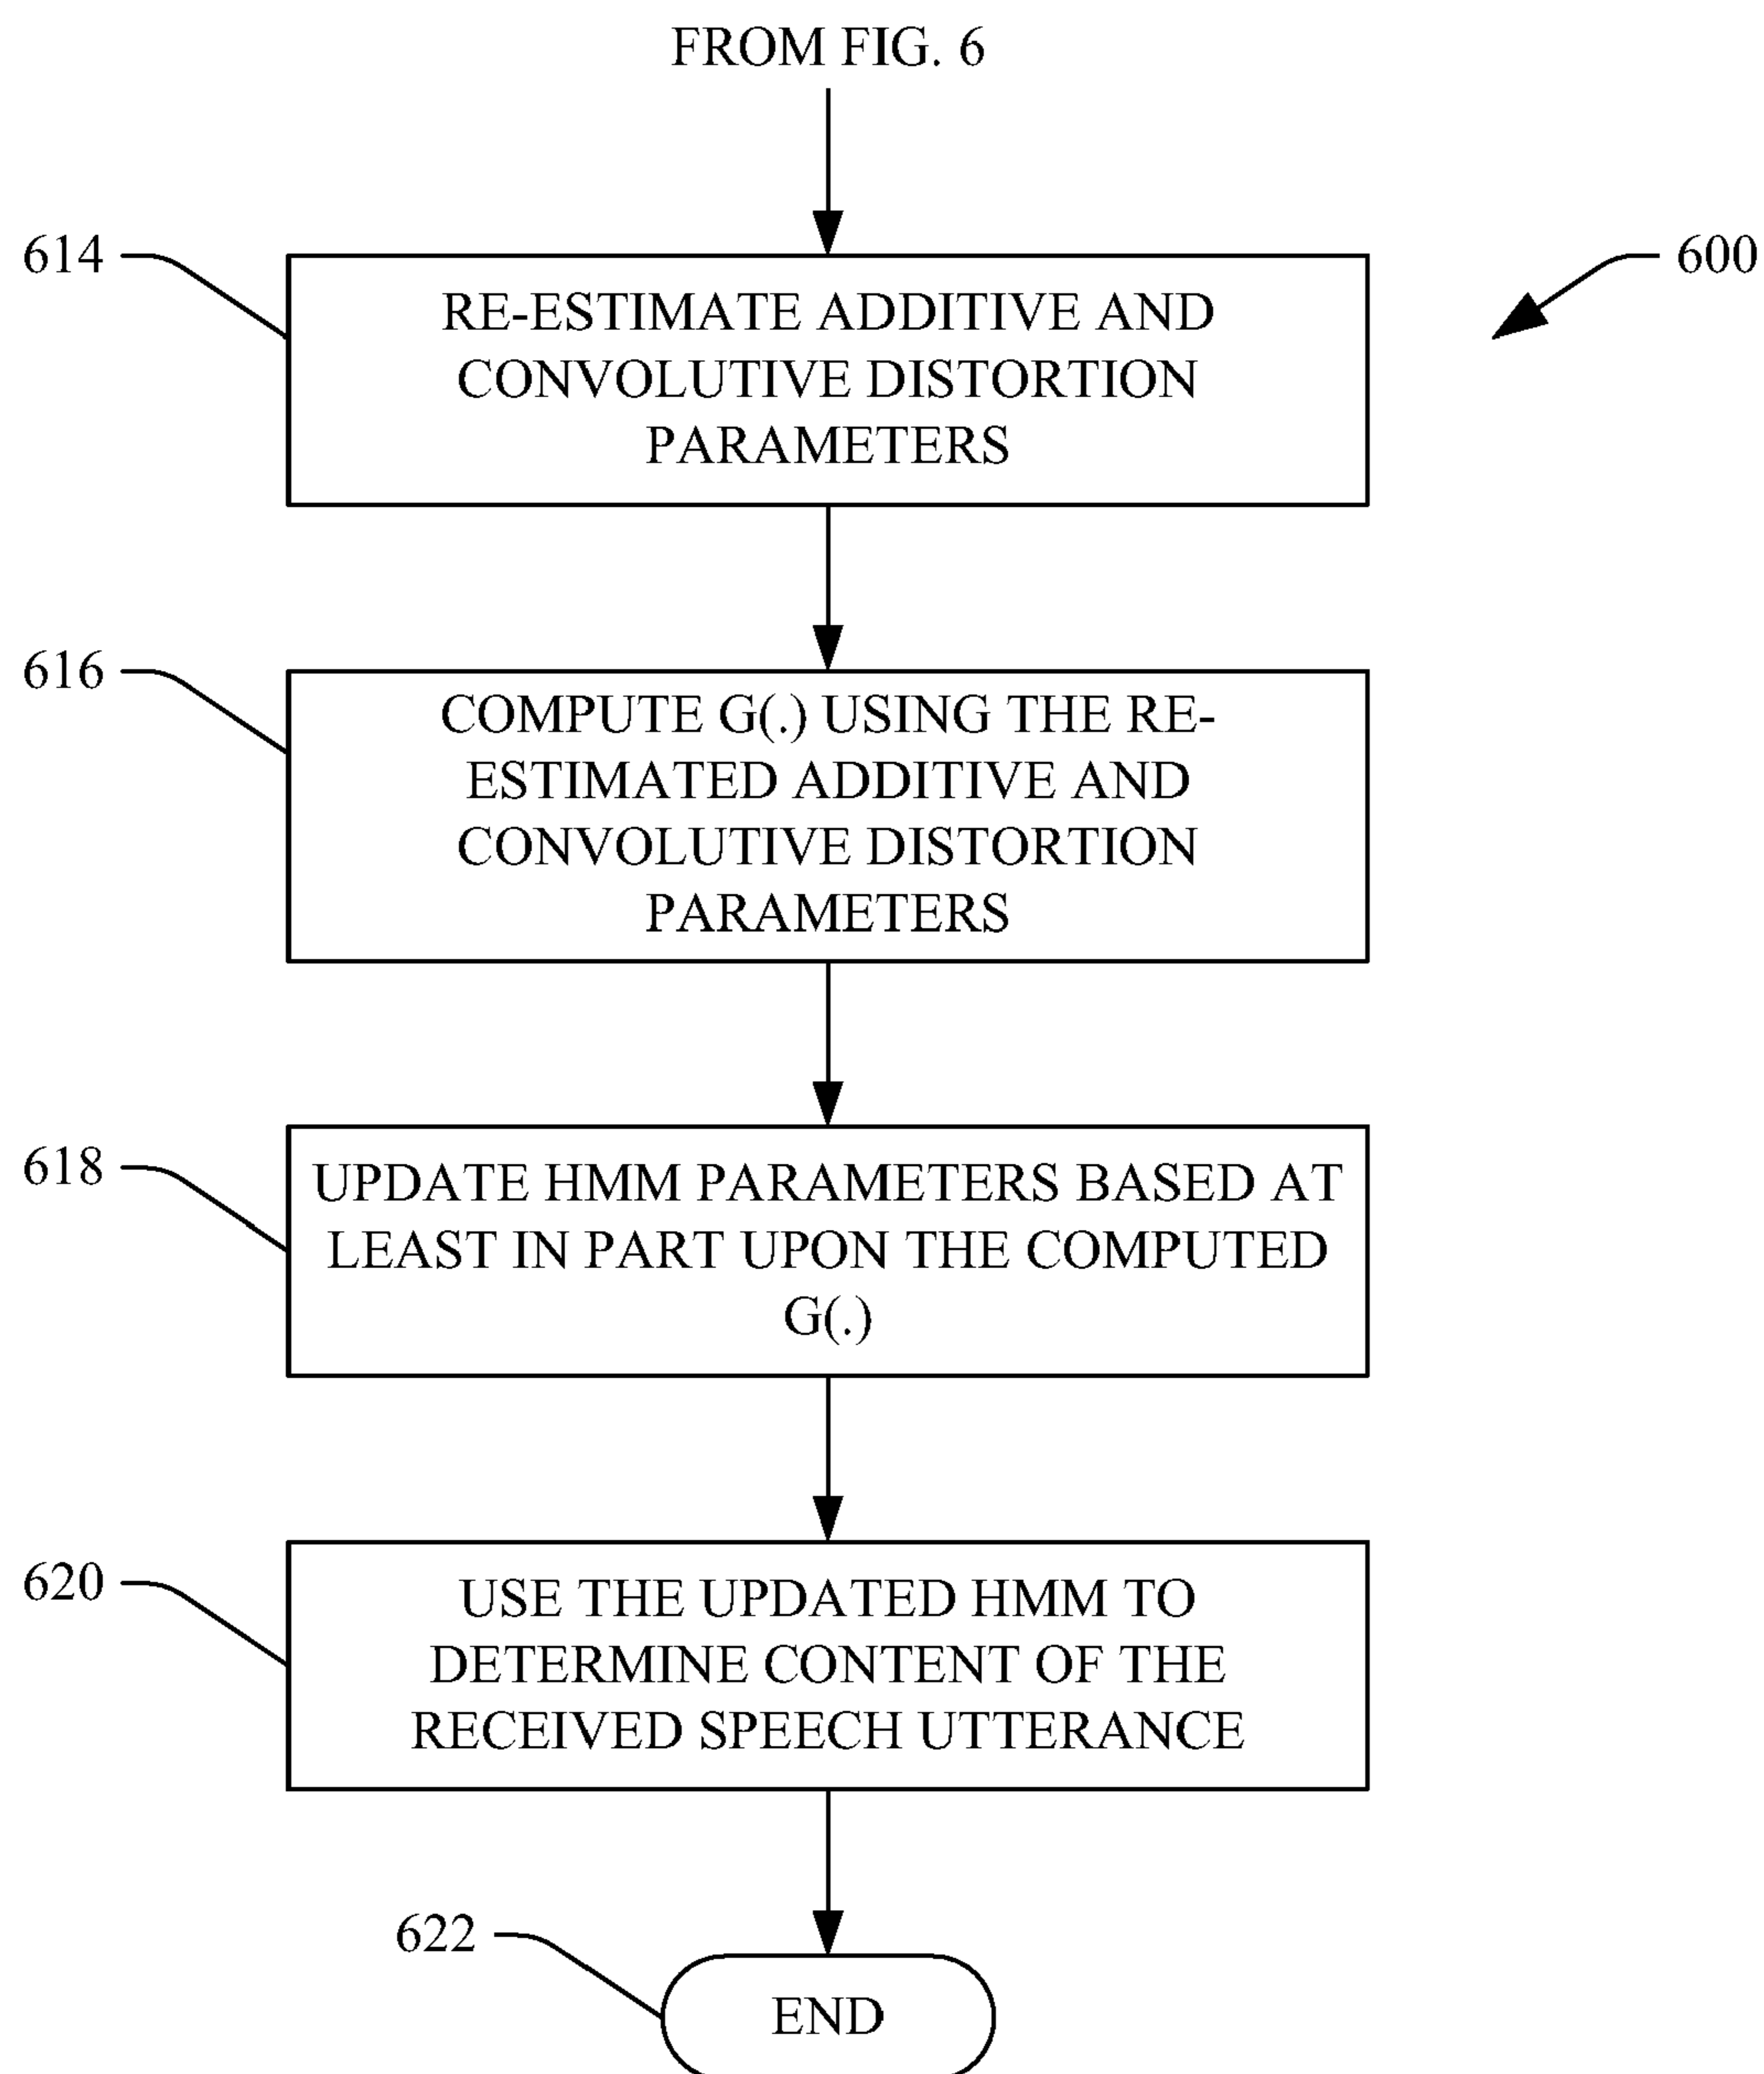 FROM FIG. 6
614
600
RE-ESTIMATE ADDITIVE AND
CONVOLUTIVE DISTORTION
PARAMETERS
616
COMPUTE G(.) USING THE RE-
ESTIMATED ADDITIVE AND
CONVOLUTIVE DISTORTION
PARAMETERS
618
UPDATE HMM PARAMETERS BASED AT
LEAST IN PART UPON THE COMPUTED
G(.)
620
USE THE UPDATED HMM TO
DETERMINE CONTENT OF THE
RECEIVED SPEECH UTTERANCE
622
END